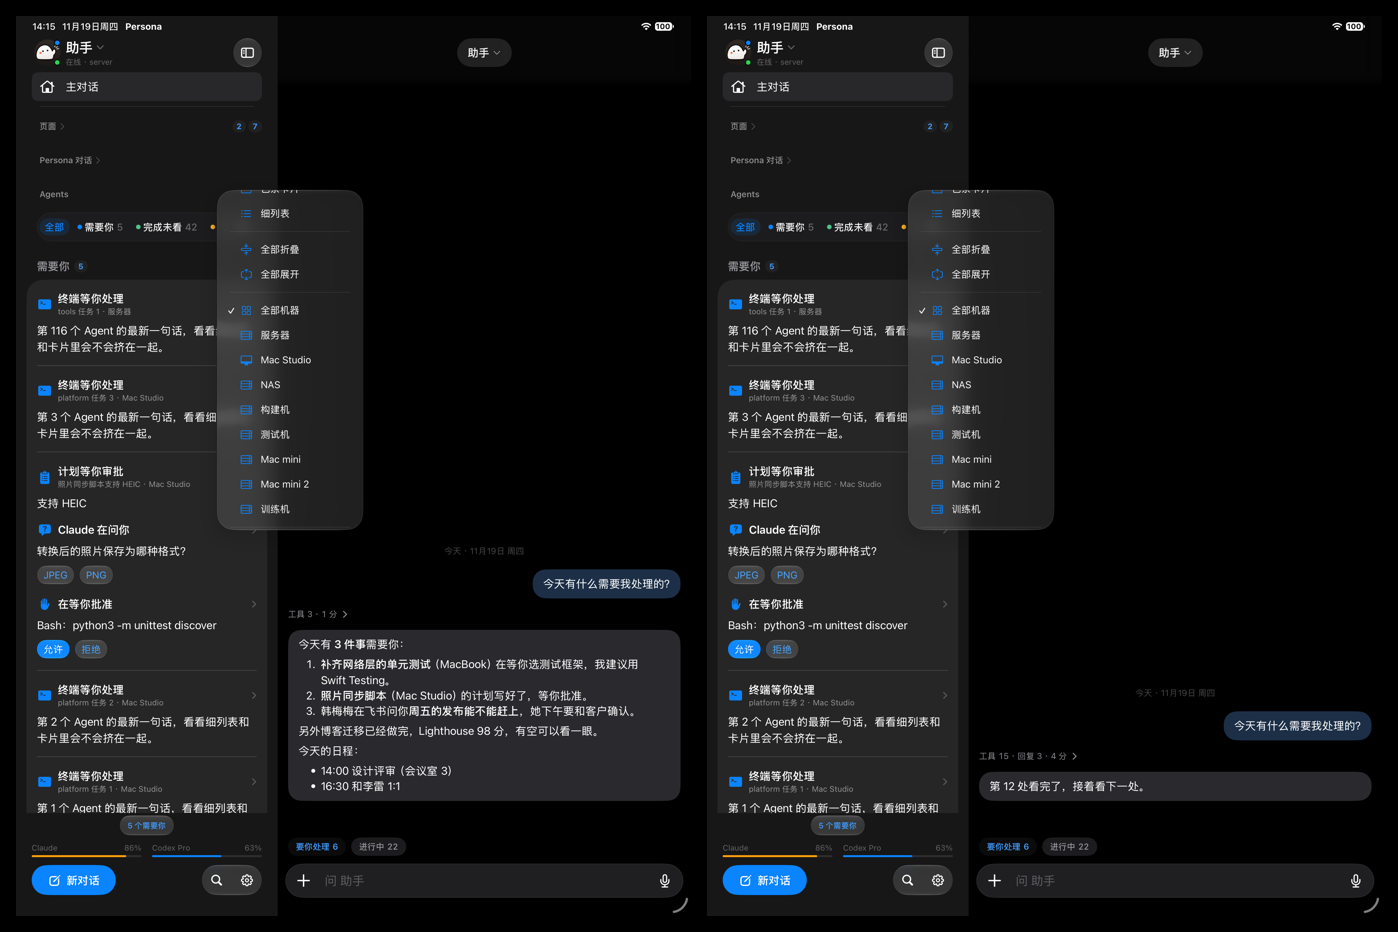 14:15 11月19日周四 Persona
100
助手
在线 · server
主对话
页面
2 7
Persona 对话
Agents
全部 需要你 5 完成未看 42
需要你 5
终端等你处理
tools 任务 1 · 服务器
第 116 个 Agent 的最新一句话，看看
和卡片里会不会挤在一起。
终端等你处理
platform 任务 3 · Mac Studio
第 3 个 Agent 的最新一句话，看看细
卡片里会不会挤在一起。
计划等你审批
照片同步脚本支持 HEIC · Mac Studio
支持 HEIC
Claude 在问你
转换后的照片保存为哪种格式?
JPEG PNG
在等你批准
Bash：python3 -m unittest discover
允许 拒绝
终端等你处理
platform 任务 2 · Mac Studio
第 2 个 Agent 的最新一句话，看看细列表和
卡片里会不会挤在一起。
终端等你处理
platform 任务 1 · Mac Studio
第 1 个 Agent 的最新一句话，看看细列表和
5 个需要你
Claude 86% Codex Pro 63%
新对话
细列表
全部折叠
全部展开
全部机器
服务器
Mac Studio
NAS
构建机
测试机
Mac mini
Mac mini 2
训练机
助手
今天 · 11月19日 周四
今天有什么需要我处理的?
工具 3 · 1 分
今天有 3 件事需要你：
1. 补齐网络层的单元测试（MacBook）在等你选测试框架，我建议用
Swift Testing。
2. 照片同步脚本（Mac Studio）的计划写好了，等你批准。
3. 韩梅梅在飞书问你周五的发布能不能赶上，她下午要和客户确认。
另外博客迁移已经做完，Lighthouse 98 分，有空可以看一眼。
今天的日程：
• 14:00 设计评审（会议室 3）
• 16:30 和李雷 1:1
要你处理 6 进行中 22
问 助手
14:15 11月19日周四 Persona
100
助手
在线 · server
主对话
页面
2 7
Persona 对话
Agents
全部 需要你 5 完成未看 42
需要你 5
终端等你处理
tools 任务 1 · 服务器
第 116 个 Agent 的最新一句话，看看
和卡片里会不会挤在一起。
终端等你处理
platform 任务 3 · Mac Studio
第 3 个 Agent 的最新一句话，看看细
卡片里会不会挤在一起。
计划等你审批
照片同步脚本支持 HEIC · Mac Studio
支持 HEIC
Claude 在问你
转换后的照片保存为哪种格式?
JPEG PNG
在等你批准
Bash：python3 -m unittest discover
允许 拒绝
终端等你处理
platform 任务 2 · Mac Studio
第 2 个 Agent 的最新一句话，看看细列表和
卡片里会不会挤在一起。
终端等你处理
platform 任务 1 · Mac Studio
第 1 个 Agent 的最新一句话，看看细列表和
5 个需要你
Claude 86% Codex Pro 63%
新对话
细列表
全部折叠
全部展开
全部机器
服务器
Mac Studio
NAS
构建机
测试机
Mac mini
Mac mini 2
训练机
助手
今天 · 11月19日 周四
今天有什么需要我处理的?
工具 15 · 回复 3 · 4 分
第 12 处看完了，接着看下一处。
要你处理 6 进行中 22
问 助手